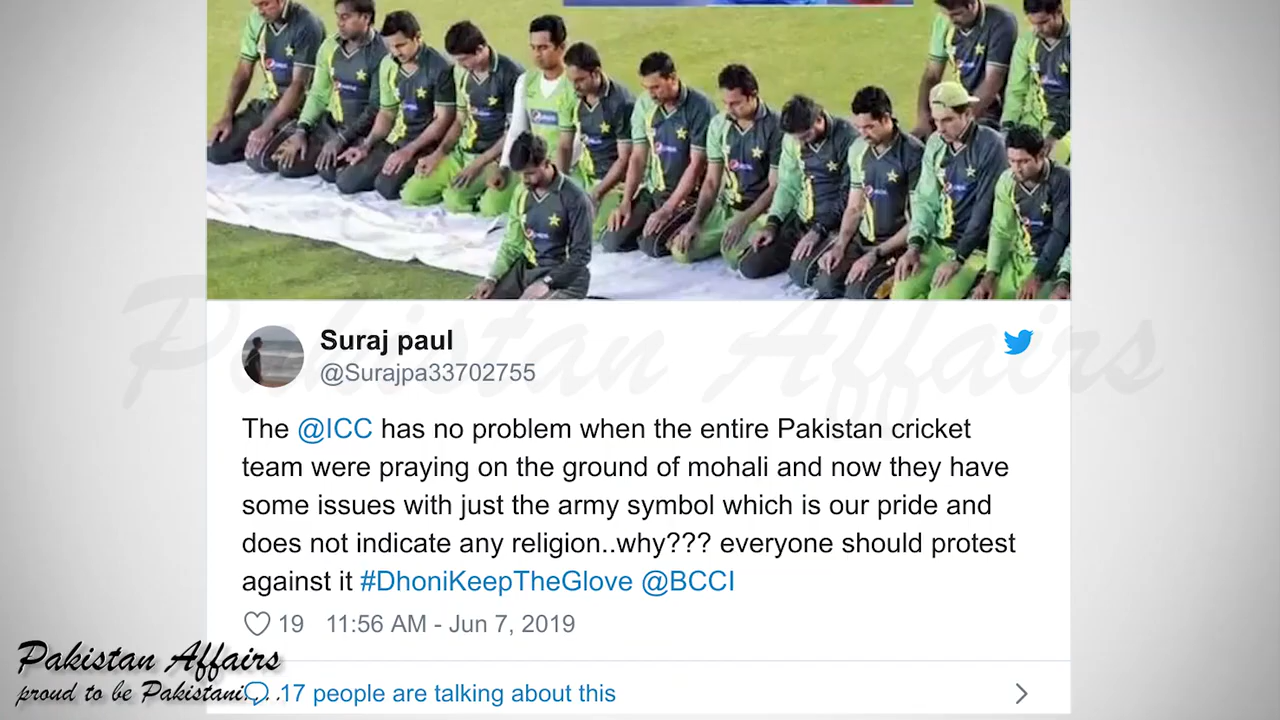 Pakistan Affairs
Suraj paul
@Surajpa33702755
The @ICC has no problem when the entire Pakistan cricket
team were praying on the ground of mohali and now they have
some issues with just the army symbol which is our pride and
does not indicate any religion..why??? everyone should protest
against it #DhoniKeepTheGlove @BCCI
19 11:56 AM - Jun 7, 2019
17 people are talking about this
Pakistan Affairs
proud to be Pakistani....